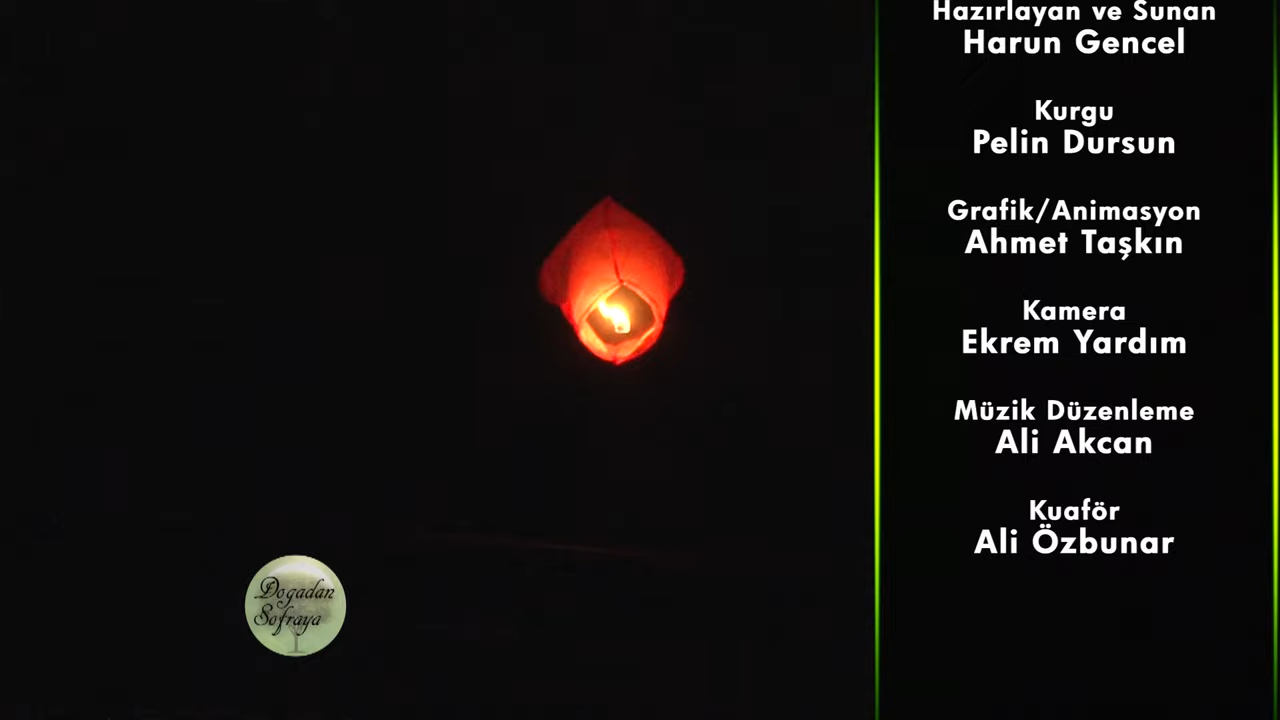 Hazırlayan ve Sunan
Harun Gencel
Kurgu
Pelin Dursun
Grafik/Animasyon
Ahmet Taşkın
Kamera
Ekrem Yardım
Müzik Düzenleme
Ali Akcan
Kuaför
Ali Özbunar
Dogadan
Sofraya